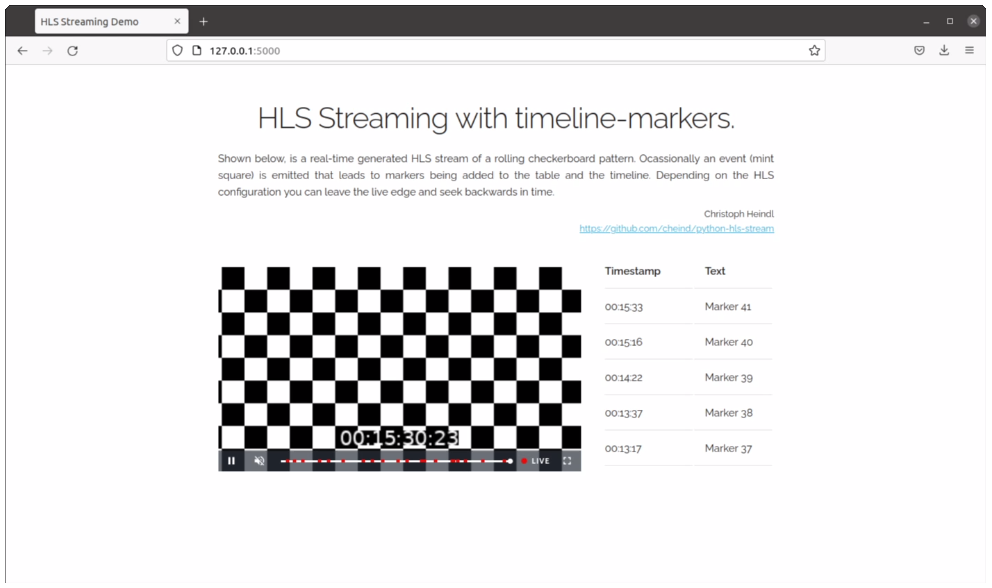 HLS Streaming Demo
127.0.0.1:5000
HLS Streaming with timeline-markers.
Shown below, is a real-time generated HLS stream of a rolling checkerboard pattern. Ocassionally an event (mint
square) is emitted that leads to markers being added to the table and the timeline. Depending on the HLS
configuration you can leave the live edge and seek backwards in time.
Christoph Heindl
https://github.com/cheind/python-hls-stream
Timestamp Text
00:15:33 Marker 41
00:15:16 Marker 40
00:14:22 Marker 39
00:13:37 Marker 38
00:13:17 Marker 37
00:15:30:23
LIVE